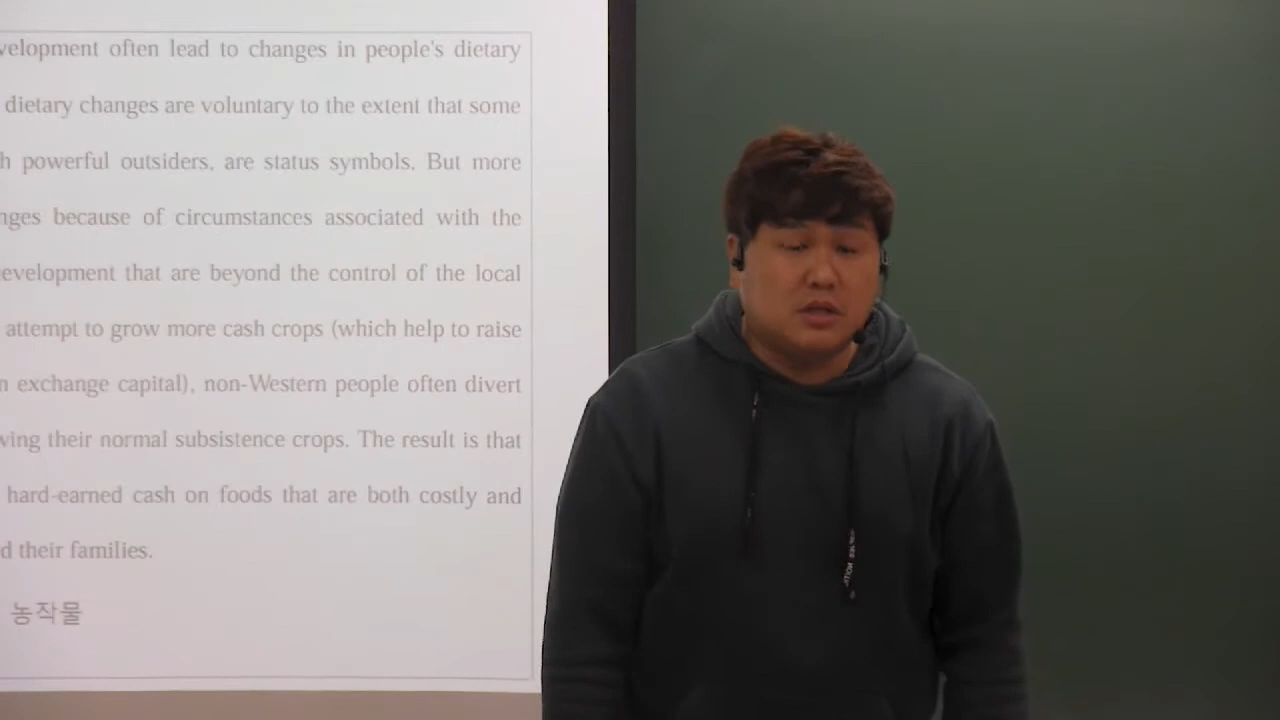 velopment often lead to changes in people's dietary
dietary changes are voluntary to the extent that some
h powerful outsiders, are status symbols. But more
nges because of circumstances associated with the
evelopment that are beyond the control of the local
attempt to grow more cash crops (which help to raise
n exchange capital), non-Western people often divert
ving their normal subsistence crops. The result is that
hard-earned cash on foods that are both costly and
d their families.
농작물